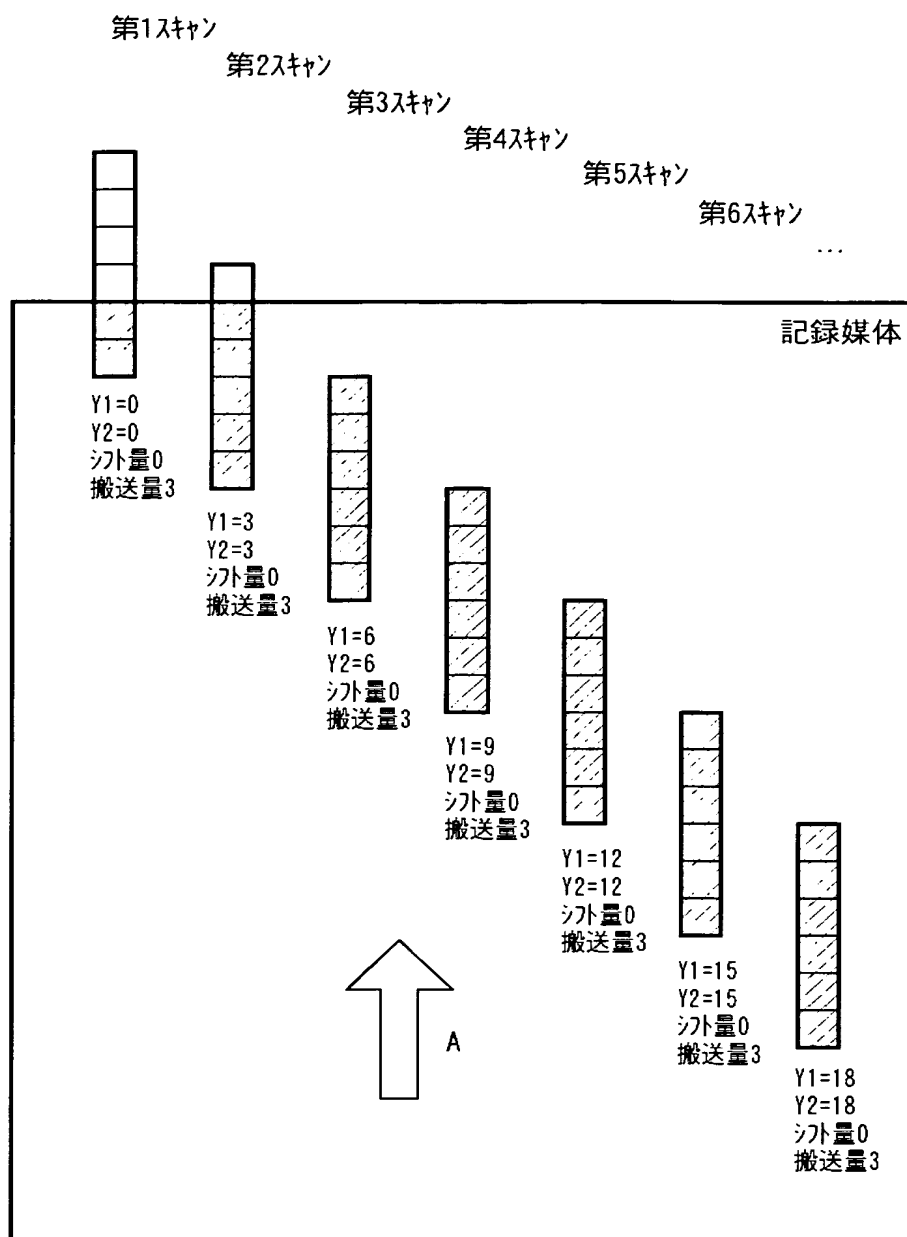 第1スキャン
第2スキャン
第3スキャン
第4スキャン
第5スキャン
第6スキャン
...
記録媒体
Y1=0
Y2=0
シフト量0
搬送量3
Y1=3
Y2=3
シフト量0
搬送量3
Y1=6
Y2=6
シフト量0
搬送量3
Y1=9
Y2=9
シフト量0
搬送量3
Y1=12
Y2=12
シフト量0
搬送量3
Y1=15
Y2=15
シフト量0
搬送量3
Y1=18
Y2=18
シフト量0
搬送量3
A